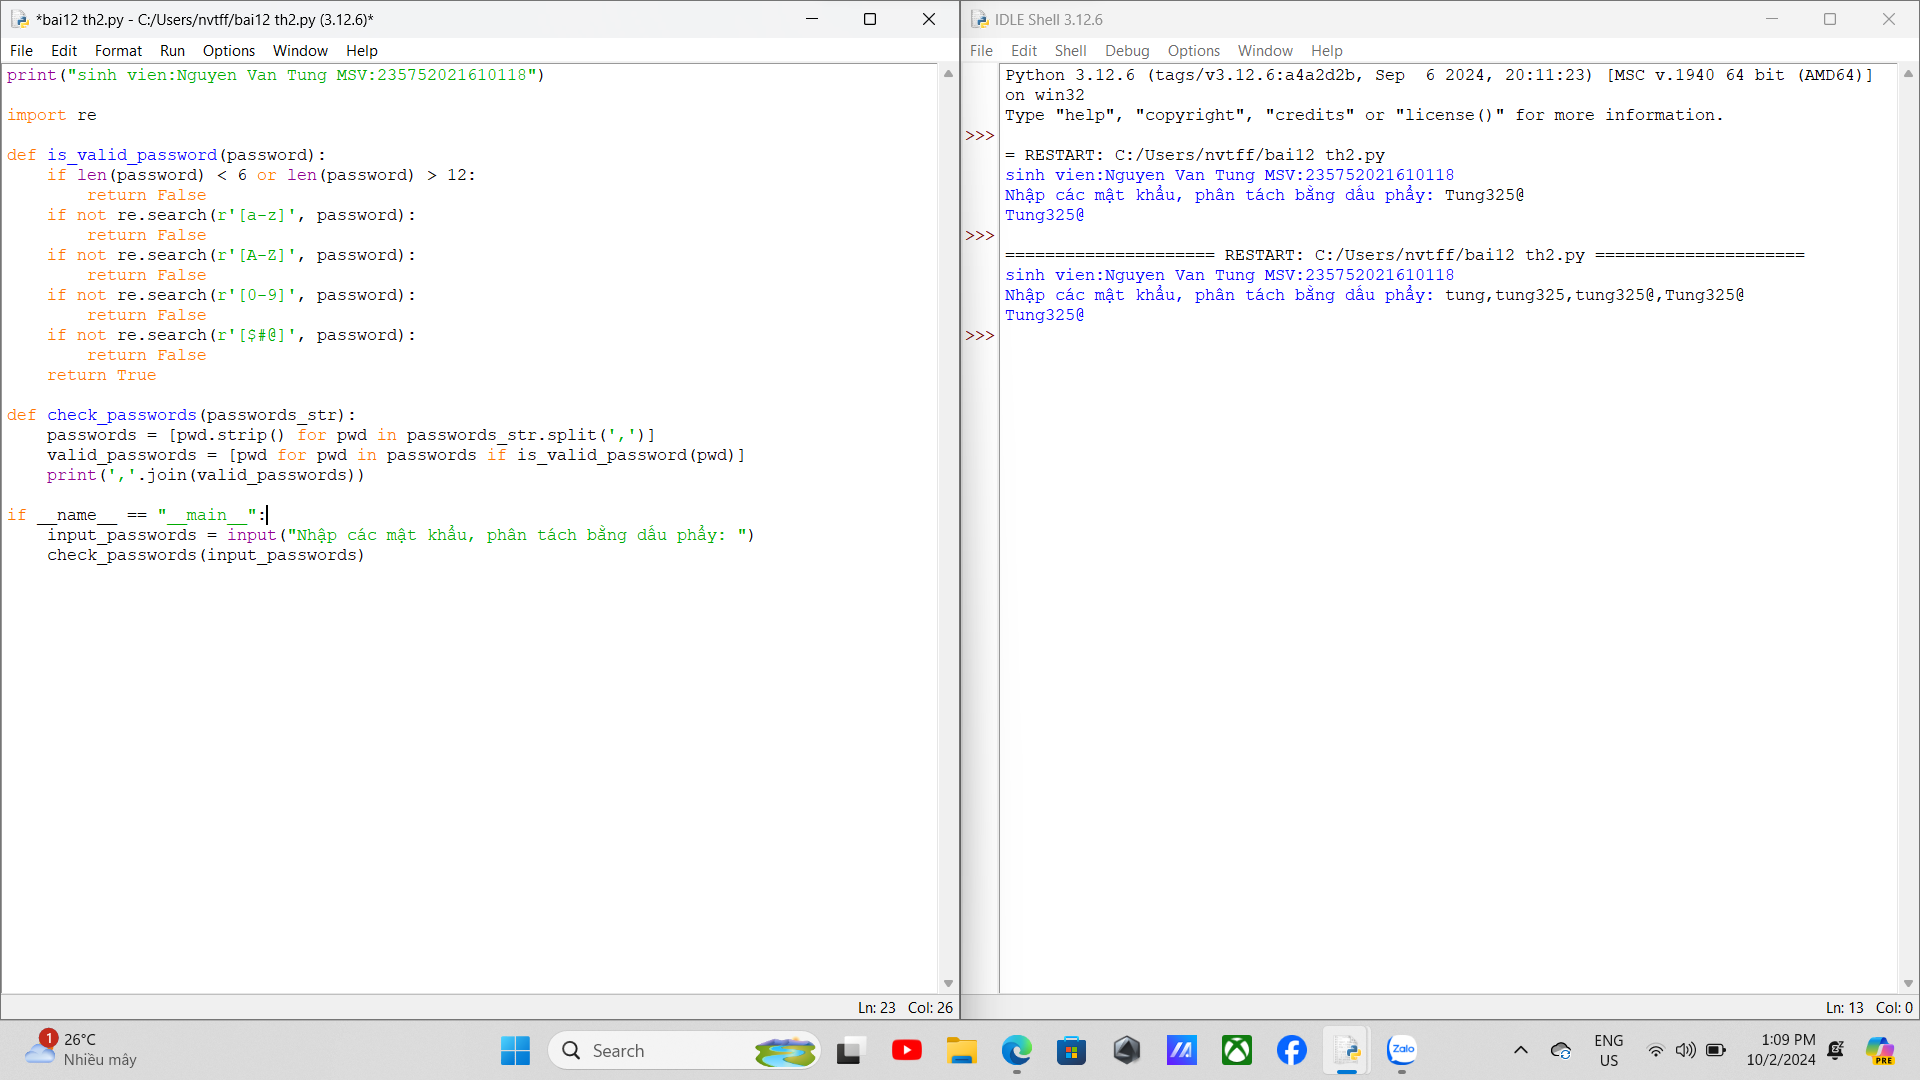 *bai12 th2.py - C:/Users/nvtff/bai12 th2.py (3.12.6)*
File Edit Format Run Options Window Help
print("sinh vien:Nguyen Van Tung MSV:235752021610118")
import re
def is_valid_password(password):
    if len(password) < 6 or len(password) > 12:
        return False
    if not re.search(r'[a-z]', password):
        return False
    if not re.search(r'[A-Z]', password):
        return False
    if not re.search(r'[0-9]', password):
        return False
    if not re.search(r'[$#@]', password):
        return False
    return True
def check_passwords(passwords_str):
    passwords = [pwd.strip() for pwd in passwords_str.split(',')]
    valid_passwords = [pwd for pwd in passwords if is_valid_password(pwd)]
    print(','.join(valid_passwords))
if __name__ == "__main__":
    input_passwords = input("Nhập các mật khẩu, phân tách bằng dấu phẩy: ")
    check_passwords(input_passwords)
Ln: 23 Col: 26
IDLE Shell 3.12.6
File Edit Shell Debug Options Window Help
Python 3.12.6 (tags/v3.12.6:a4a2d2b, Sep  6 2024, 20:11:23) [MSC v.1940 64 bit (AMD64)]
on win32
Type "help", "copyright", "credits" or "license()" for more information.
>>>
= RESTART: C:/Users/nvtff/bai12 th2.py
sinh vien:Nguyen Van Tung MSV:235752021610118
Nhập các mật khẩu, phân tách bằng dấu phẩy: Tung325@
Tung325@
>>>
===================== RESTART: C:/Users/nvtff/bai12 th2.py =====================
sinh vien:Nguyen Van Tung MSV:235752021610118
Nhập các mật khẩu, phân tách bằng dấu phẩy: tung,tung325,tung325@,Tung325@
Tung325@
>>>
Ln: 13 Col: 0
1
26°C
Nhiều mây
Search
Zalo
ENG
US
1:09 PM
10/2/2024
PRE